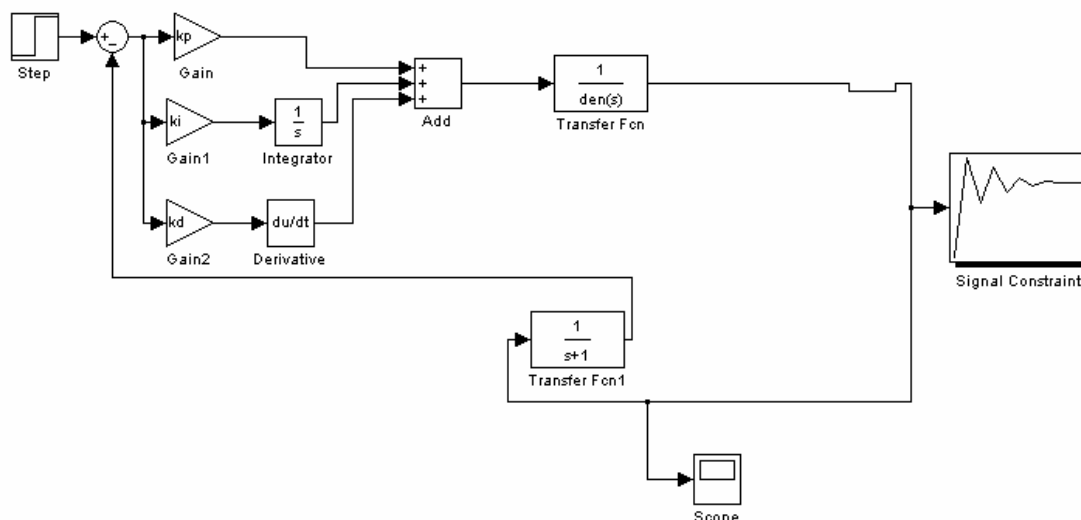 Step
+
−
kp
Gain
ki
Gain1
1
s
Integrator
kd
Gain2
du/dt
Derivative
+
+
+
Add
1
den(s)
Transfer Fcn
Signal Constraint
1
s+1
Transfer Fcn1
Scope